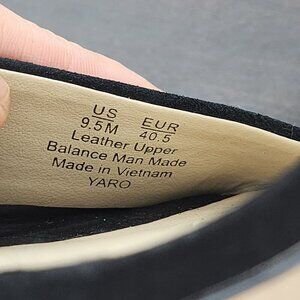 US EUR
9.5M 40.5
Leather Upper
Balance Man Made
Made in Vietnam
YARO